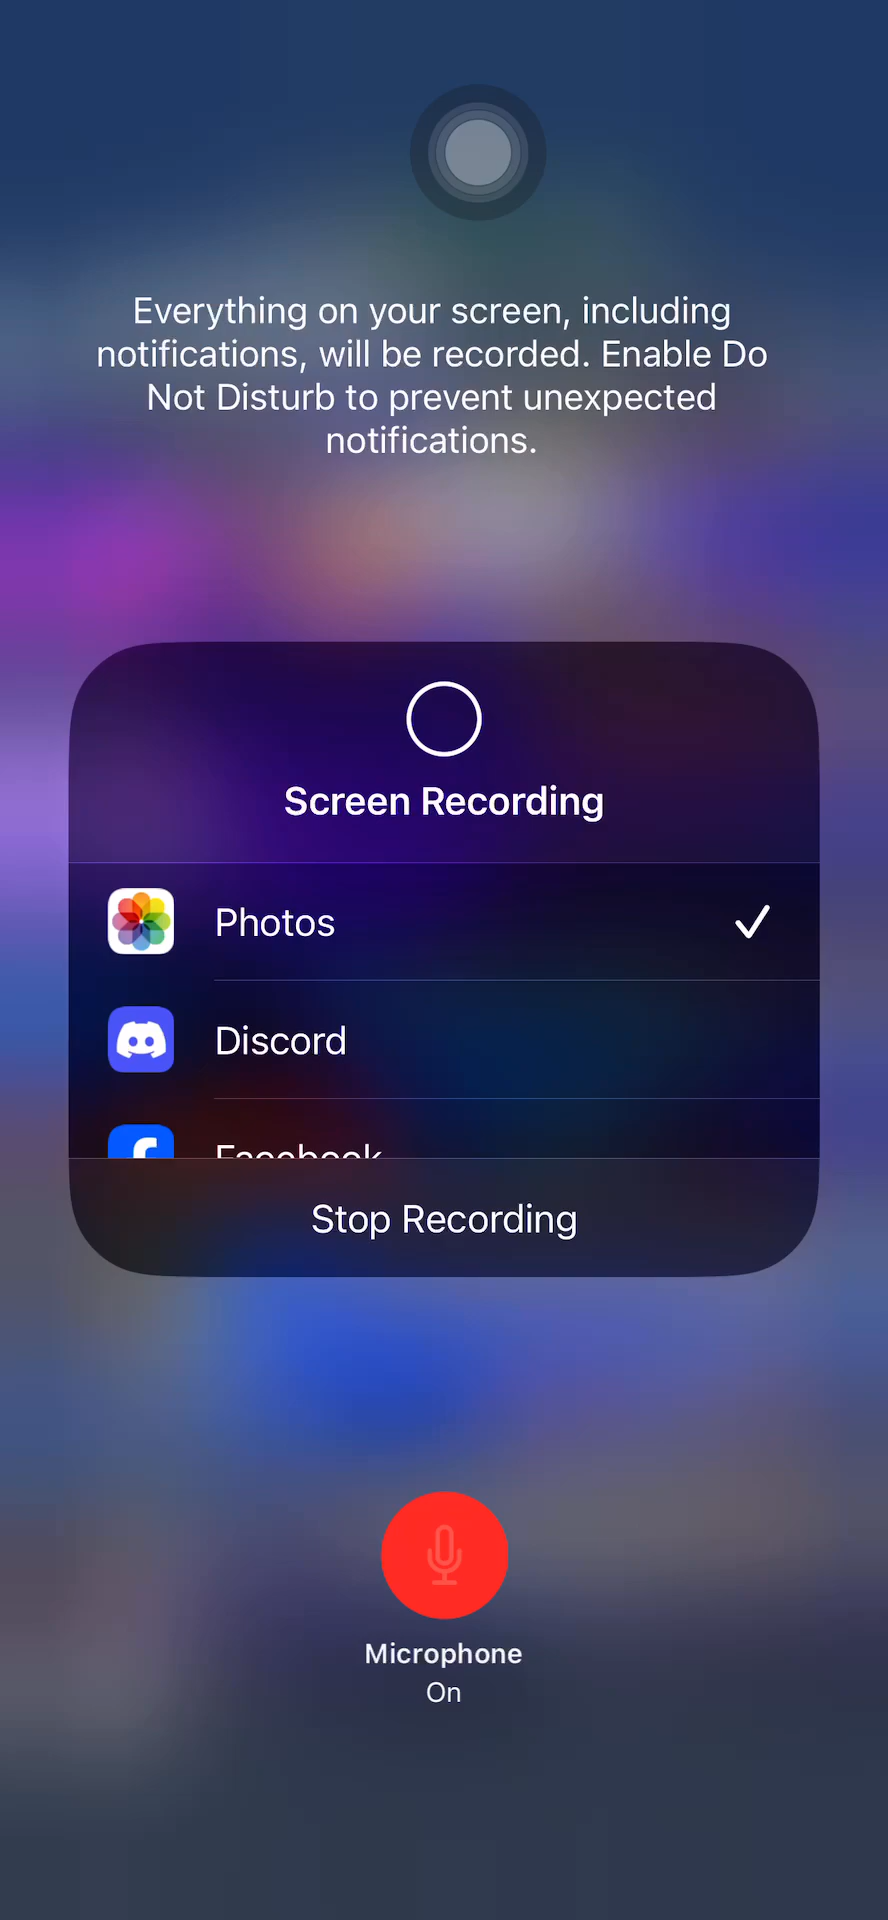 Everything on your screen, including
notifications, will be recorded. Enable Do
Not Disturb to prevent unexpected
notifications.
Screen Recording
Photos
Discord
Facebook
Stop Recording
Microphone
On